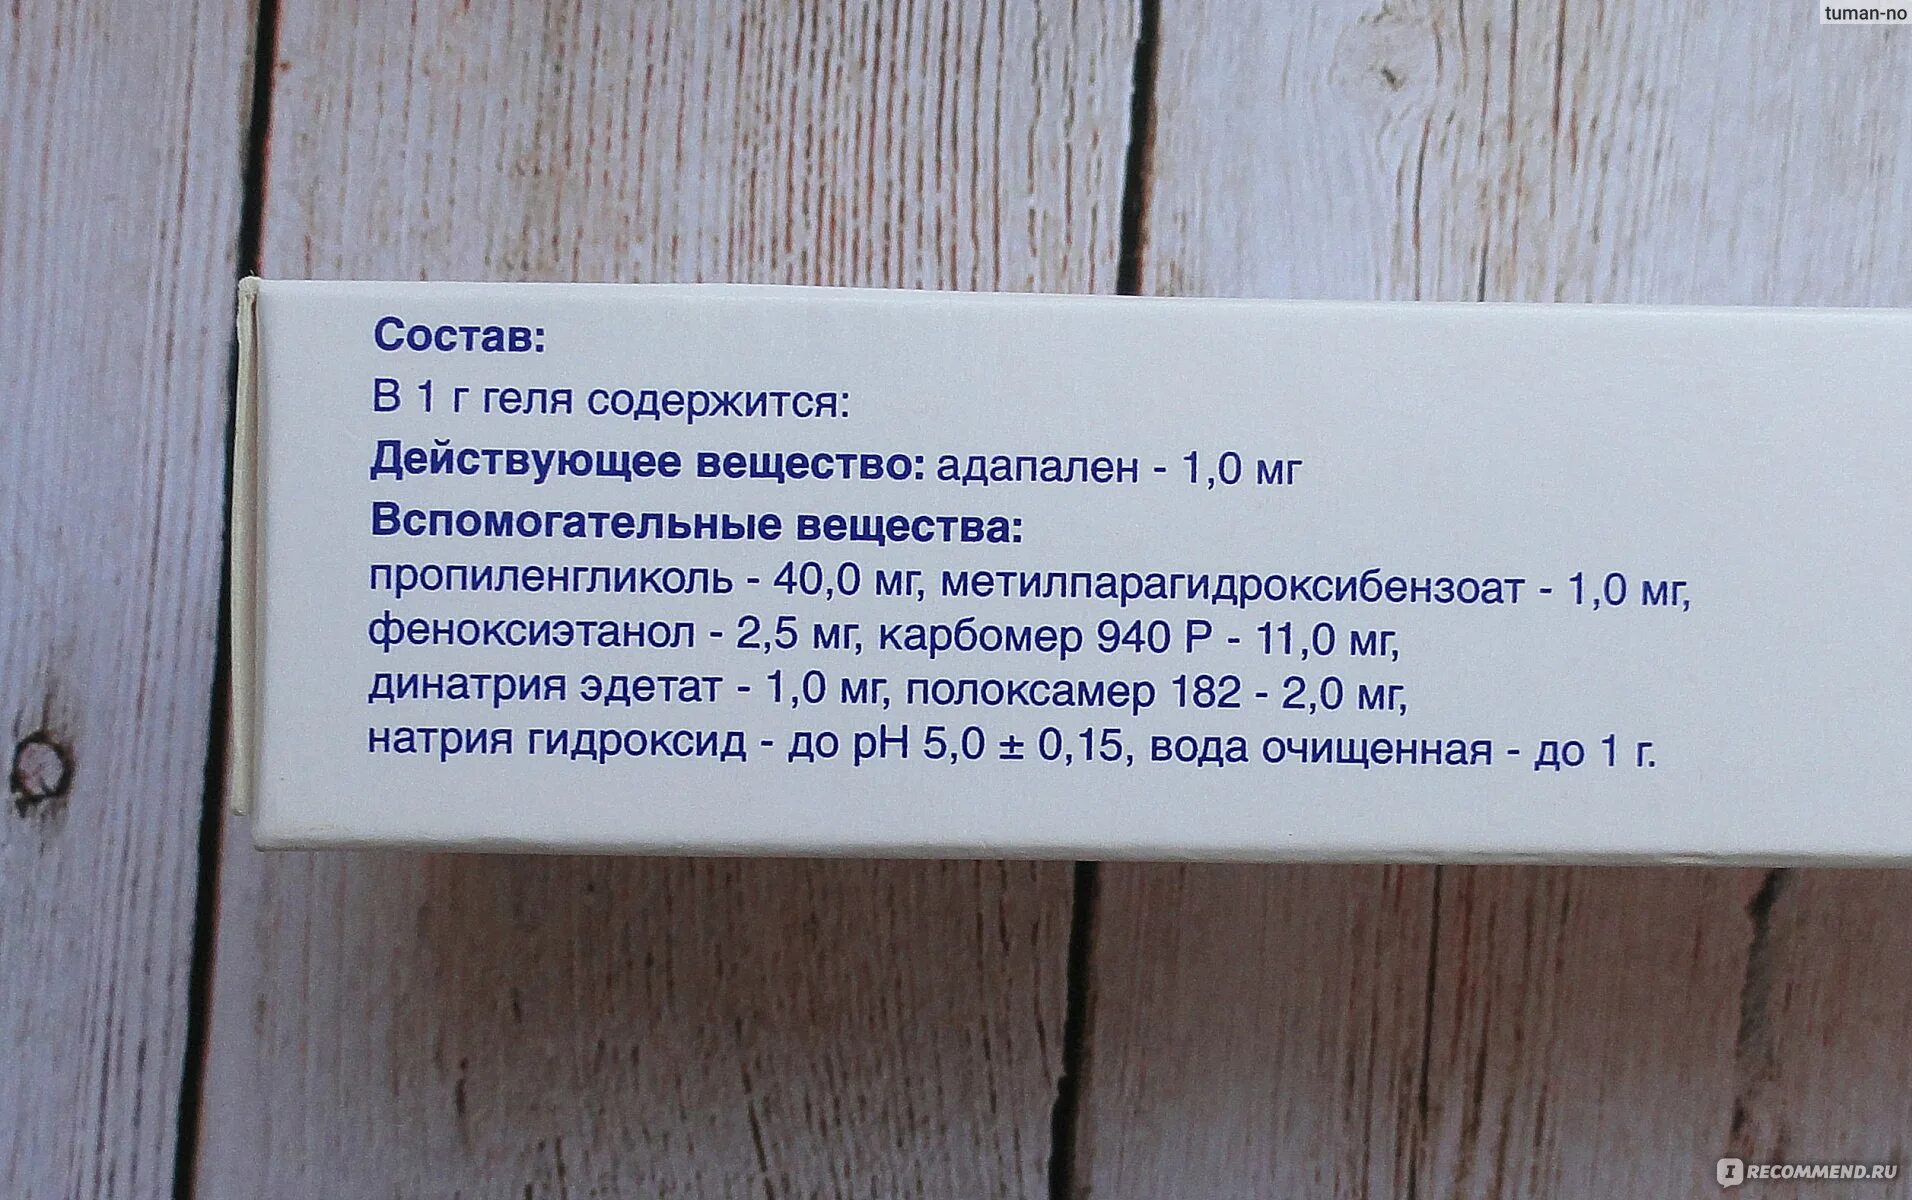 tuman-no
Состав:
В 1 г геля содержится:
Действующее вещество: адапален - 1,0 мг
Вспомогательные вещества:
пропиленгликоль - 40,0 мг, метилпарагидроксибензоат - 1,0 мг,
феноксиэтанол - 2,5 мг, карбомер 940 Р - 11,0 мг,
динатрия эдетат - 1,0 мг, полоксамер 182 - 2,0 мг,
натрия гидроксид - до pH 5,0 ± 0,15, вода очищенная - до 1 г.
I RECOMMEND.RU